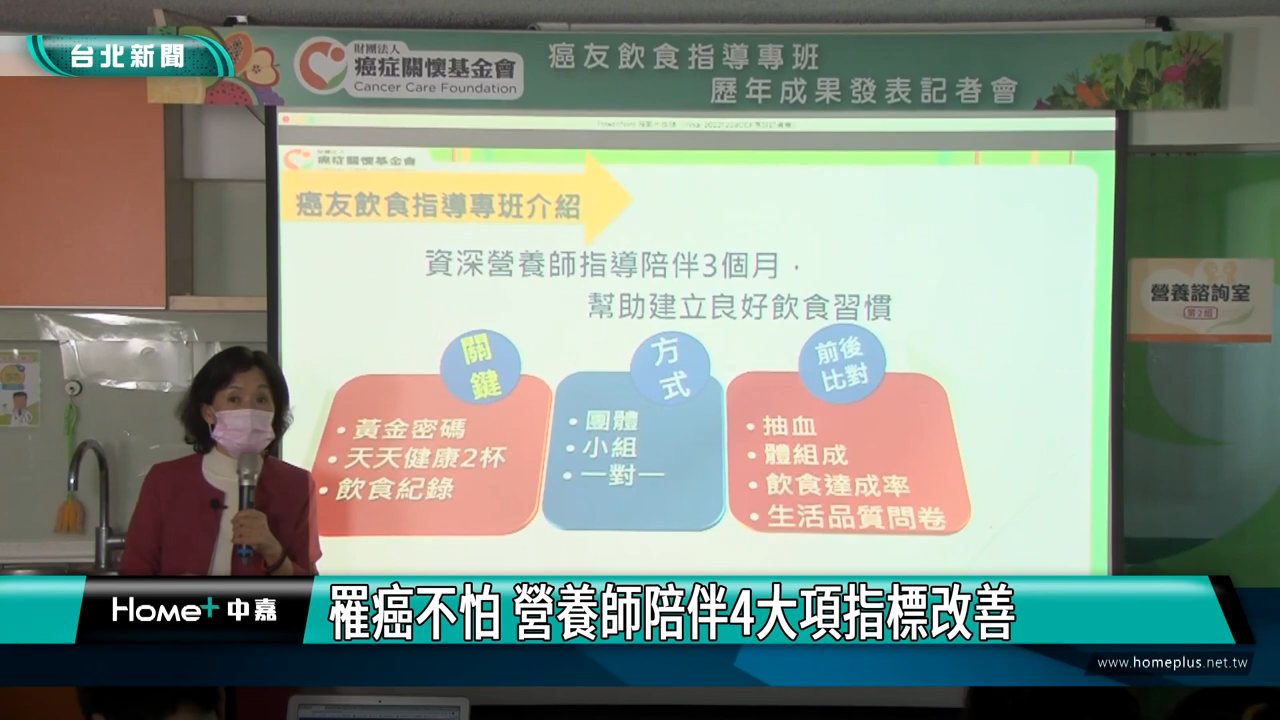 台北新聞
財團法人
癌症關懷基金會
Cancer Care Foundation
癌友飲食指導專班
歷年成果發表記者會
癌症關懷基金會
癌友飲食指導專班介紹
資深營養師指導陪伴3個月，
幫助建立良好飲食習慣
關鍵
• 黃金密碼
• 天天健康2杯
• 飲食紀錄
方式
• 團體
• 小組
• 一對一
前後
比對
• 抽血
• 體組成
• 飲食達成率
• 生活品質問卷
營養諮詢室
第2組
Home+中嘉
罹癌不怕 營養師陪伴4大項指標改善
www.homeplus.net.tw